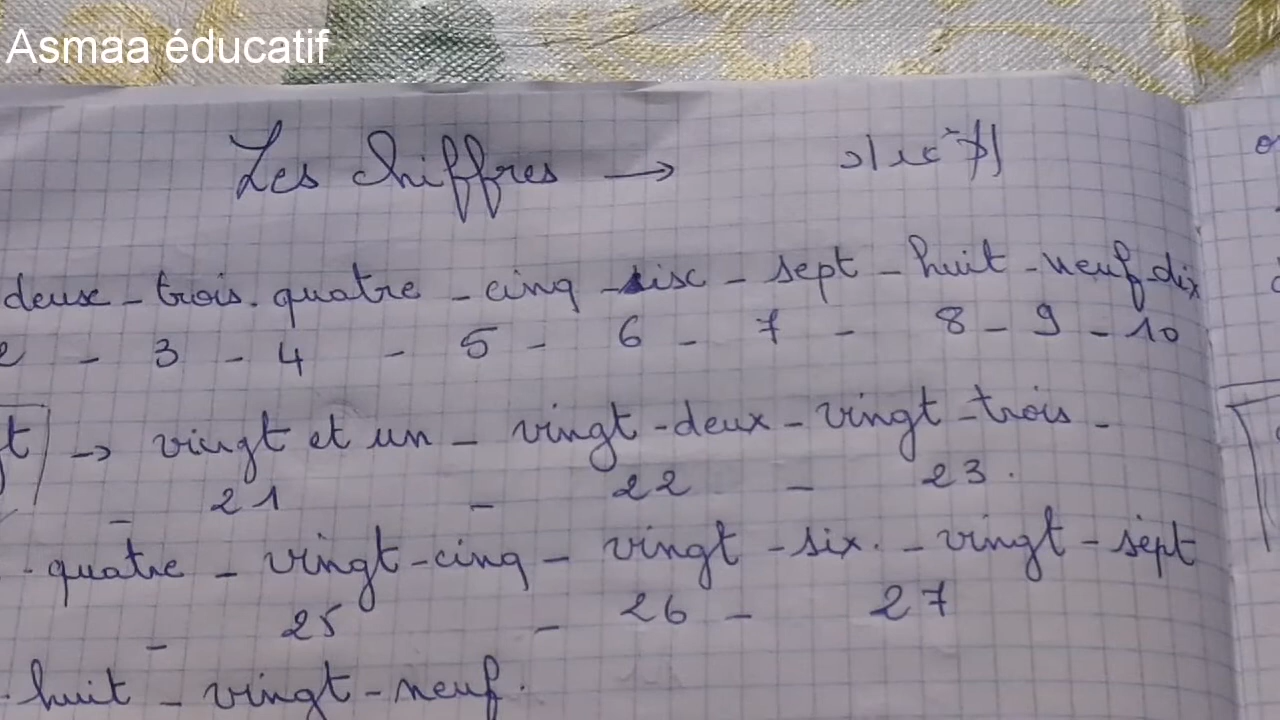 Asmaa éducatif
Les chiffres → الأعداد
deux - trois. quatre - cinq - six - sept - huit - neuf - dix
- 3 - 4 - 5 - 6 - 7 - 8 - 9 - 10
→ vingt et un - vingt-deux - vingt-trois -
- 21 - 22 - 23.
quatre - vingt-cinq - vingt-six. - vingt-sept
- 25 - 26 - 27
huit - vingt-neuf.